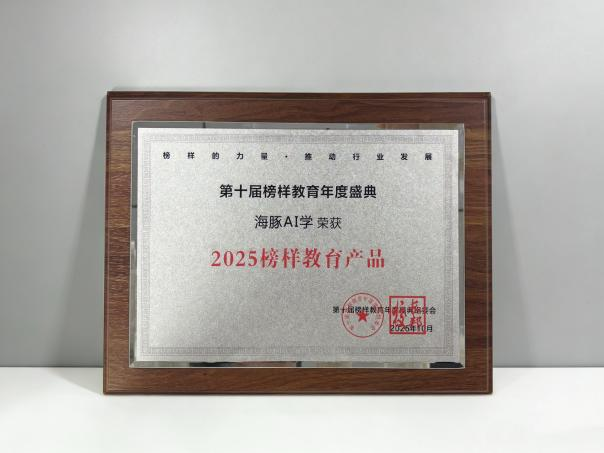 榜样的力量·推动行业发展
第十届榜样教育年度盛典
海豚AI学 荣获
2025榜样教育产品
第十届榜样教育年度盛典组委会
2025年10月